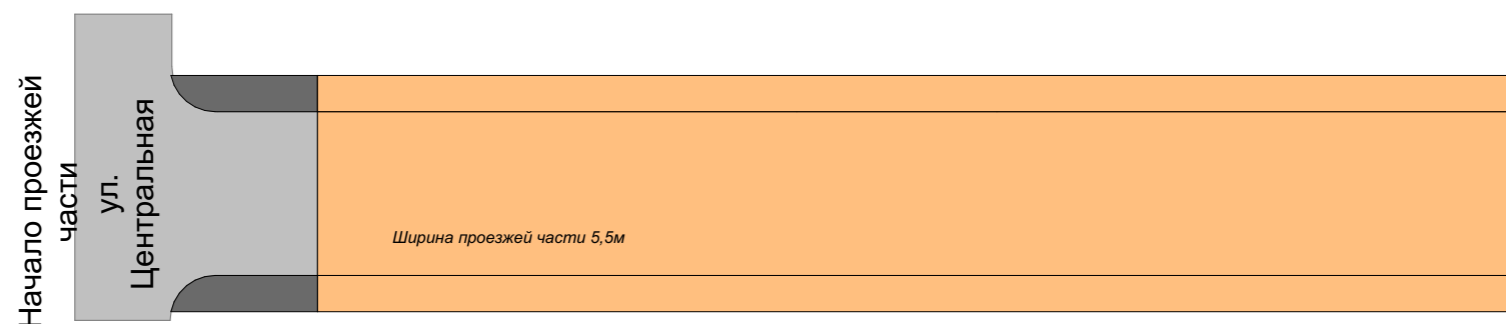 Начало проезжей
части
ул.
Центральная
Ширина проезжей части 5,5м